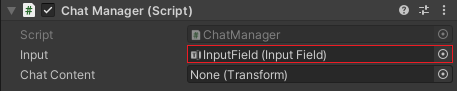 Chat Manager (Script)
Script ChatManager
Input InputField (Input Field)
Chat Content None (Transform)